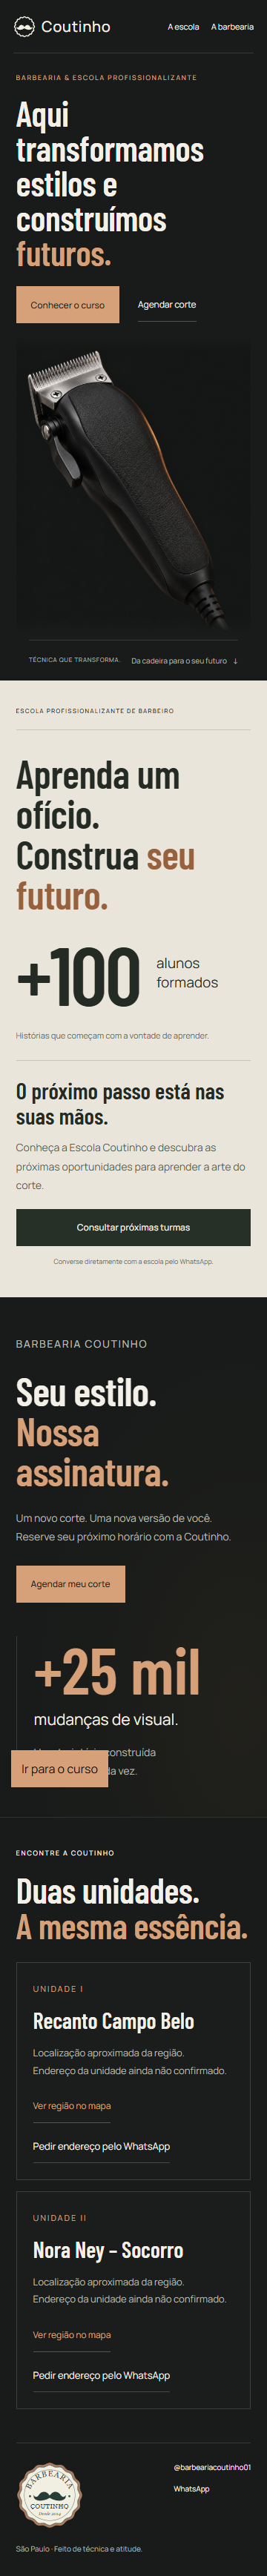 Coutinho
A escola
A barbearia
BARBEARIA & ESCOLA PROFISSIONALIZANTE
Aqui
transformamos
estilos e
construímos
futuros.
Conhecer o curso
Agendar corte
TÉCNICA QUE TRANSFORMA.
Da cadeira para o seu futuro ↓
ESCOLA PROFISSIONALIZANTE DE BARBEIRO
Aprenda um
ofício.
Construa seu
futuro.
+100
alunos
formados
Histórias que começam com a vontade de aprender.
O próximo passo está nas
suas mãos.
Conheça a Escola Coutinho e descubra as
próximas oportunidades para aprender a arte do
corte.
Consultar próximas turmas
Converse diretamente com a escola pelo WhatsApp.
BARBEARIA COUTINHO
Seu estilo.
Nossa
assinatura.
Um novo corte. Uma nova versão de você.
Reserve seu próximo horário com a Coutinho.
Agendar meu corte
+25 mil
mudanças de visual.
construída
da vez.
Ir para o curso
ENCONTRE A COUTINHO
Duas unidades.
A mesma essência.
UNIDADE I
Recanto Campo Belo
Localização aproximada da região.
Endereço da unidade ainda não confirmado.
Ver região no mapa
Pedir endereço pelo WhatsApp
UNIDADE II
Nora Ney – Socorro
Localização aproximada da região.
Endereço da unidade ainda não confirmado.
Ver região no mapa
Pedir endereço pelo WhatsApp
BARBEARIA
COUTINHO
@barbeariacoutinho01
WhatsApp
São Paulo · Feito de técnica e atitude.